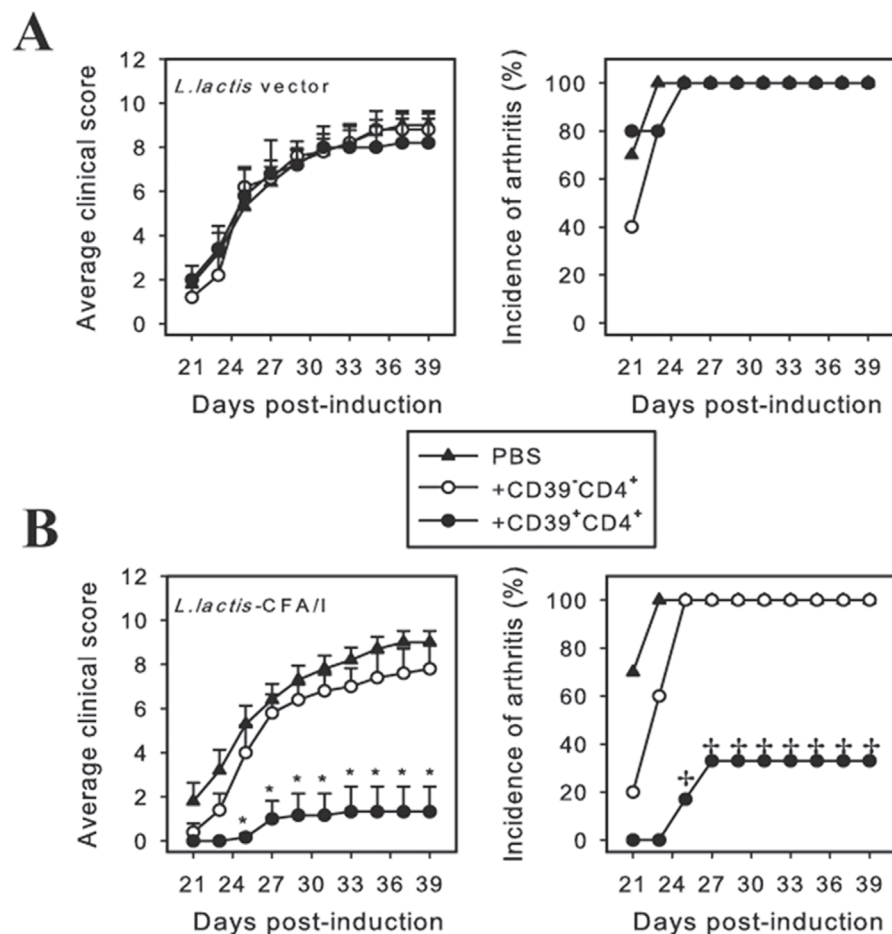 A
L.lactis vector
Average clinical score
12
10
8
6
4
2
0
21 24 27 30 33 36 39
Days post-induction
Incidence of arthritis (%)
100
80
60
40
20
0
21 24 27 30 33 36 39
Days post-induction
PBS
+CD39⁻CD4⁺
+CD39⁺CD4⁺
B
L.lactis-CFA/I
Average clinical score
12
10
8
6
4
2
0
* * * * * * * *
21 24 27 30 33 36 39
Days post-induction
Incidence of arthritis (%)
100
80
60
40
20
0
✢ ✢ ✢ ✢ ✢ ✢ ✢ ✢
21 24 27 30 33 36 39
Days post-induction